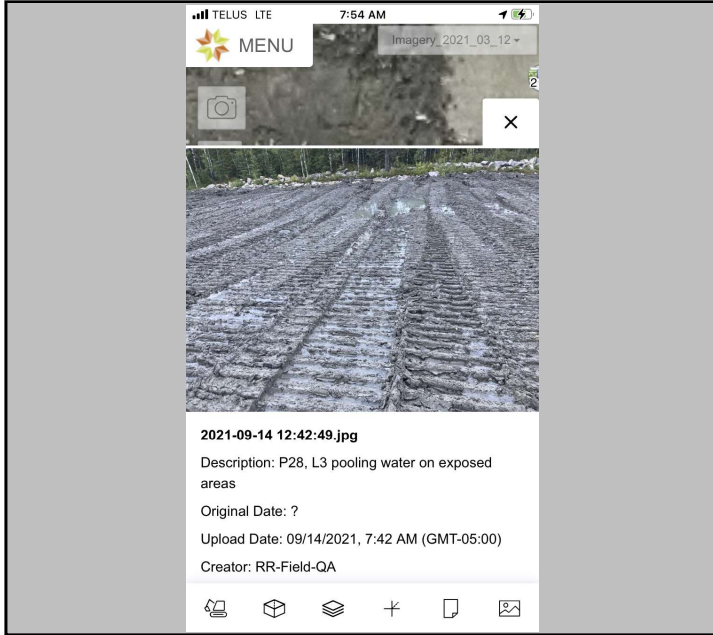 TELUS LTE 7:54 AM
MENU
Imagery_2021_03_12
2
2021-09-14 12:42:49.jpg
Description: P28, L3 pooling water on exposed
areas
Original Date: ?
Upload Date: 09/14/2021, 7:42 AM (GMT-05:00)
Creator: RR-Field-QA